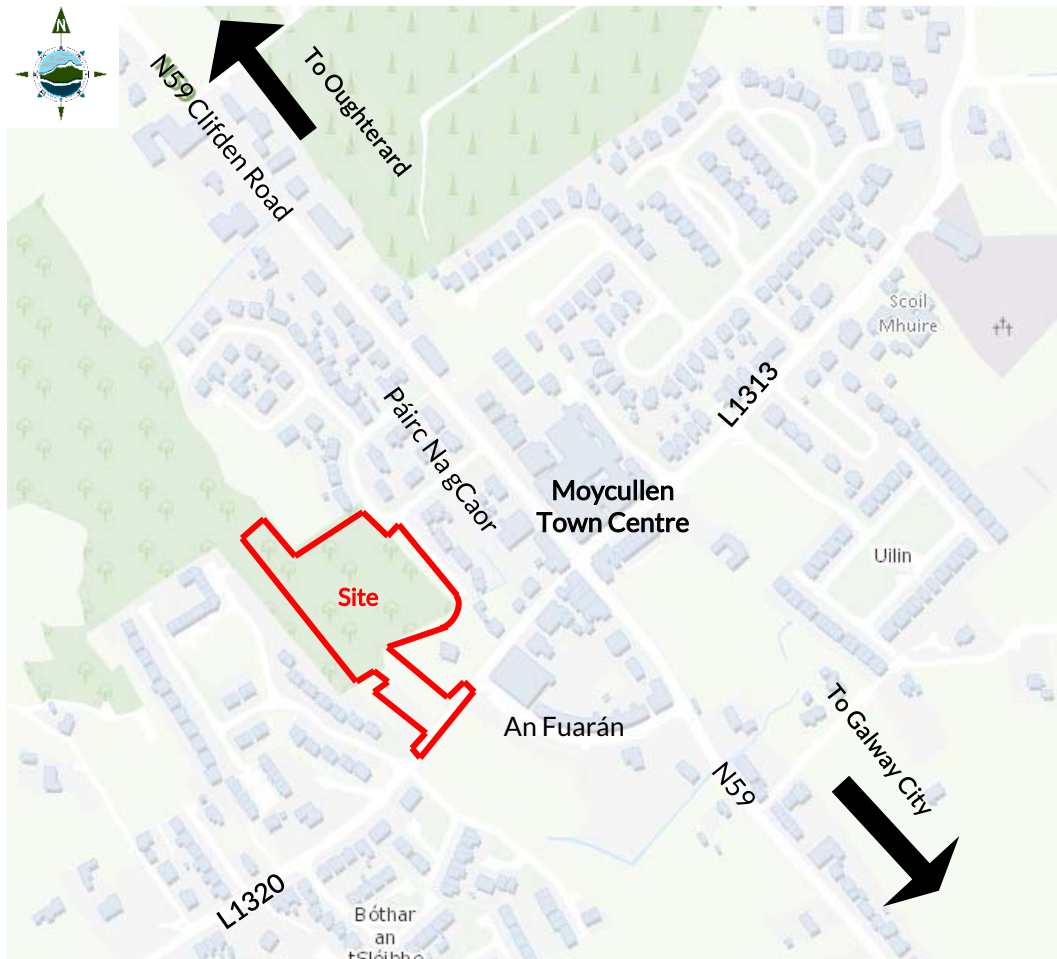 N
N59 Clifden Road
To Oughterard
Scoil
Mhuire
L1313
Páirc Na gCaor
Moycullen
Town Centre
Uilin
Site
An Fuarán
To Galway City
N59
L1320
Bóthar
an
tSléibhe